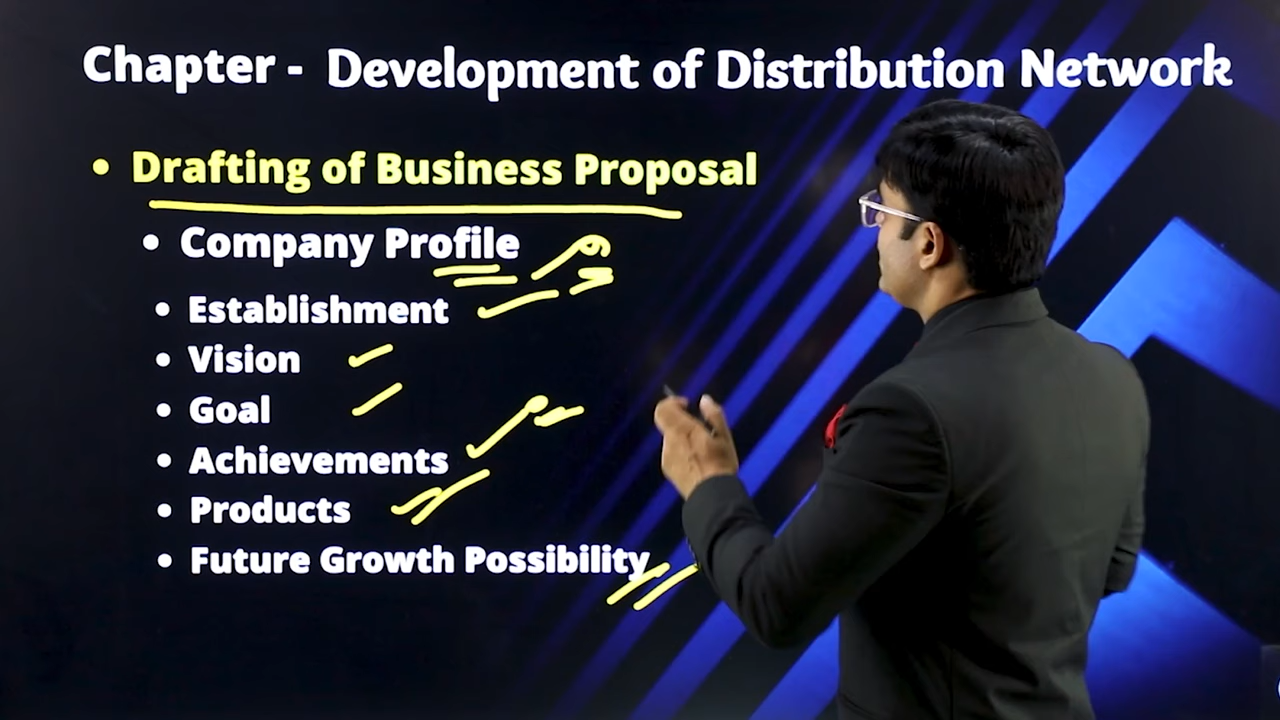 Chapter - Development of Distribution Network
• Drafting of Business Proposal
• Company Profile
• Establishment
• Vision
• Goal
• Achievements
• Products
• Future Growth Possibility